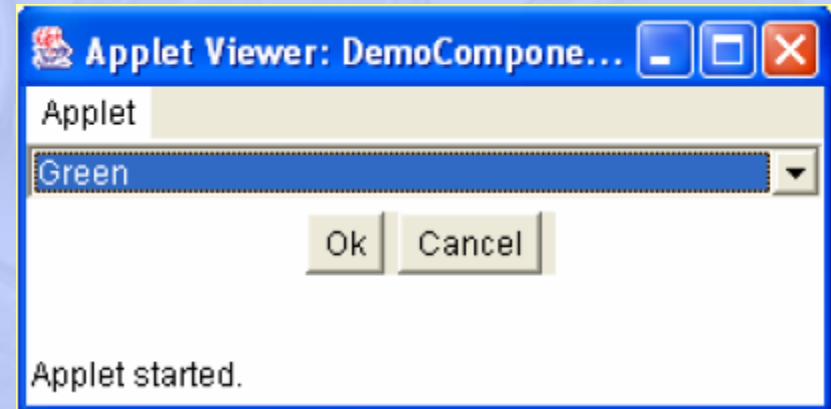 Applet Viewer: DemoCompone...
Applet
Green
Ok Cancel
Applet started.